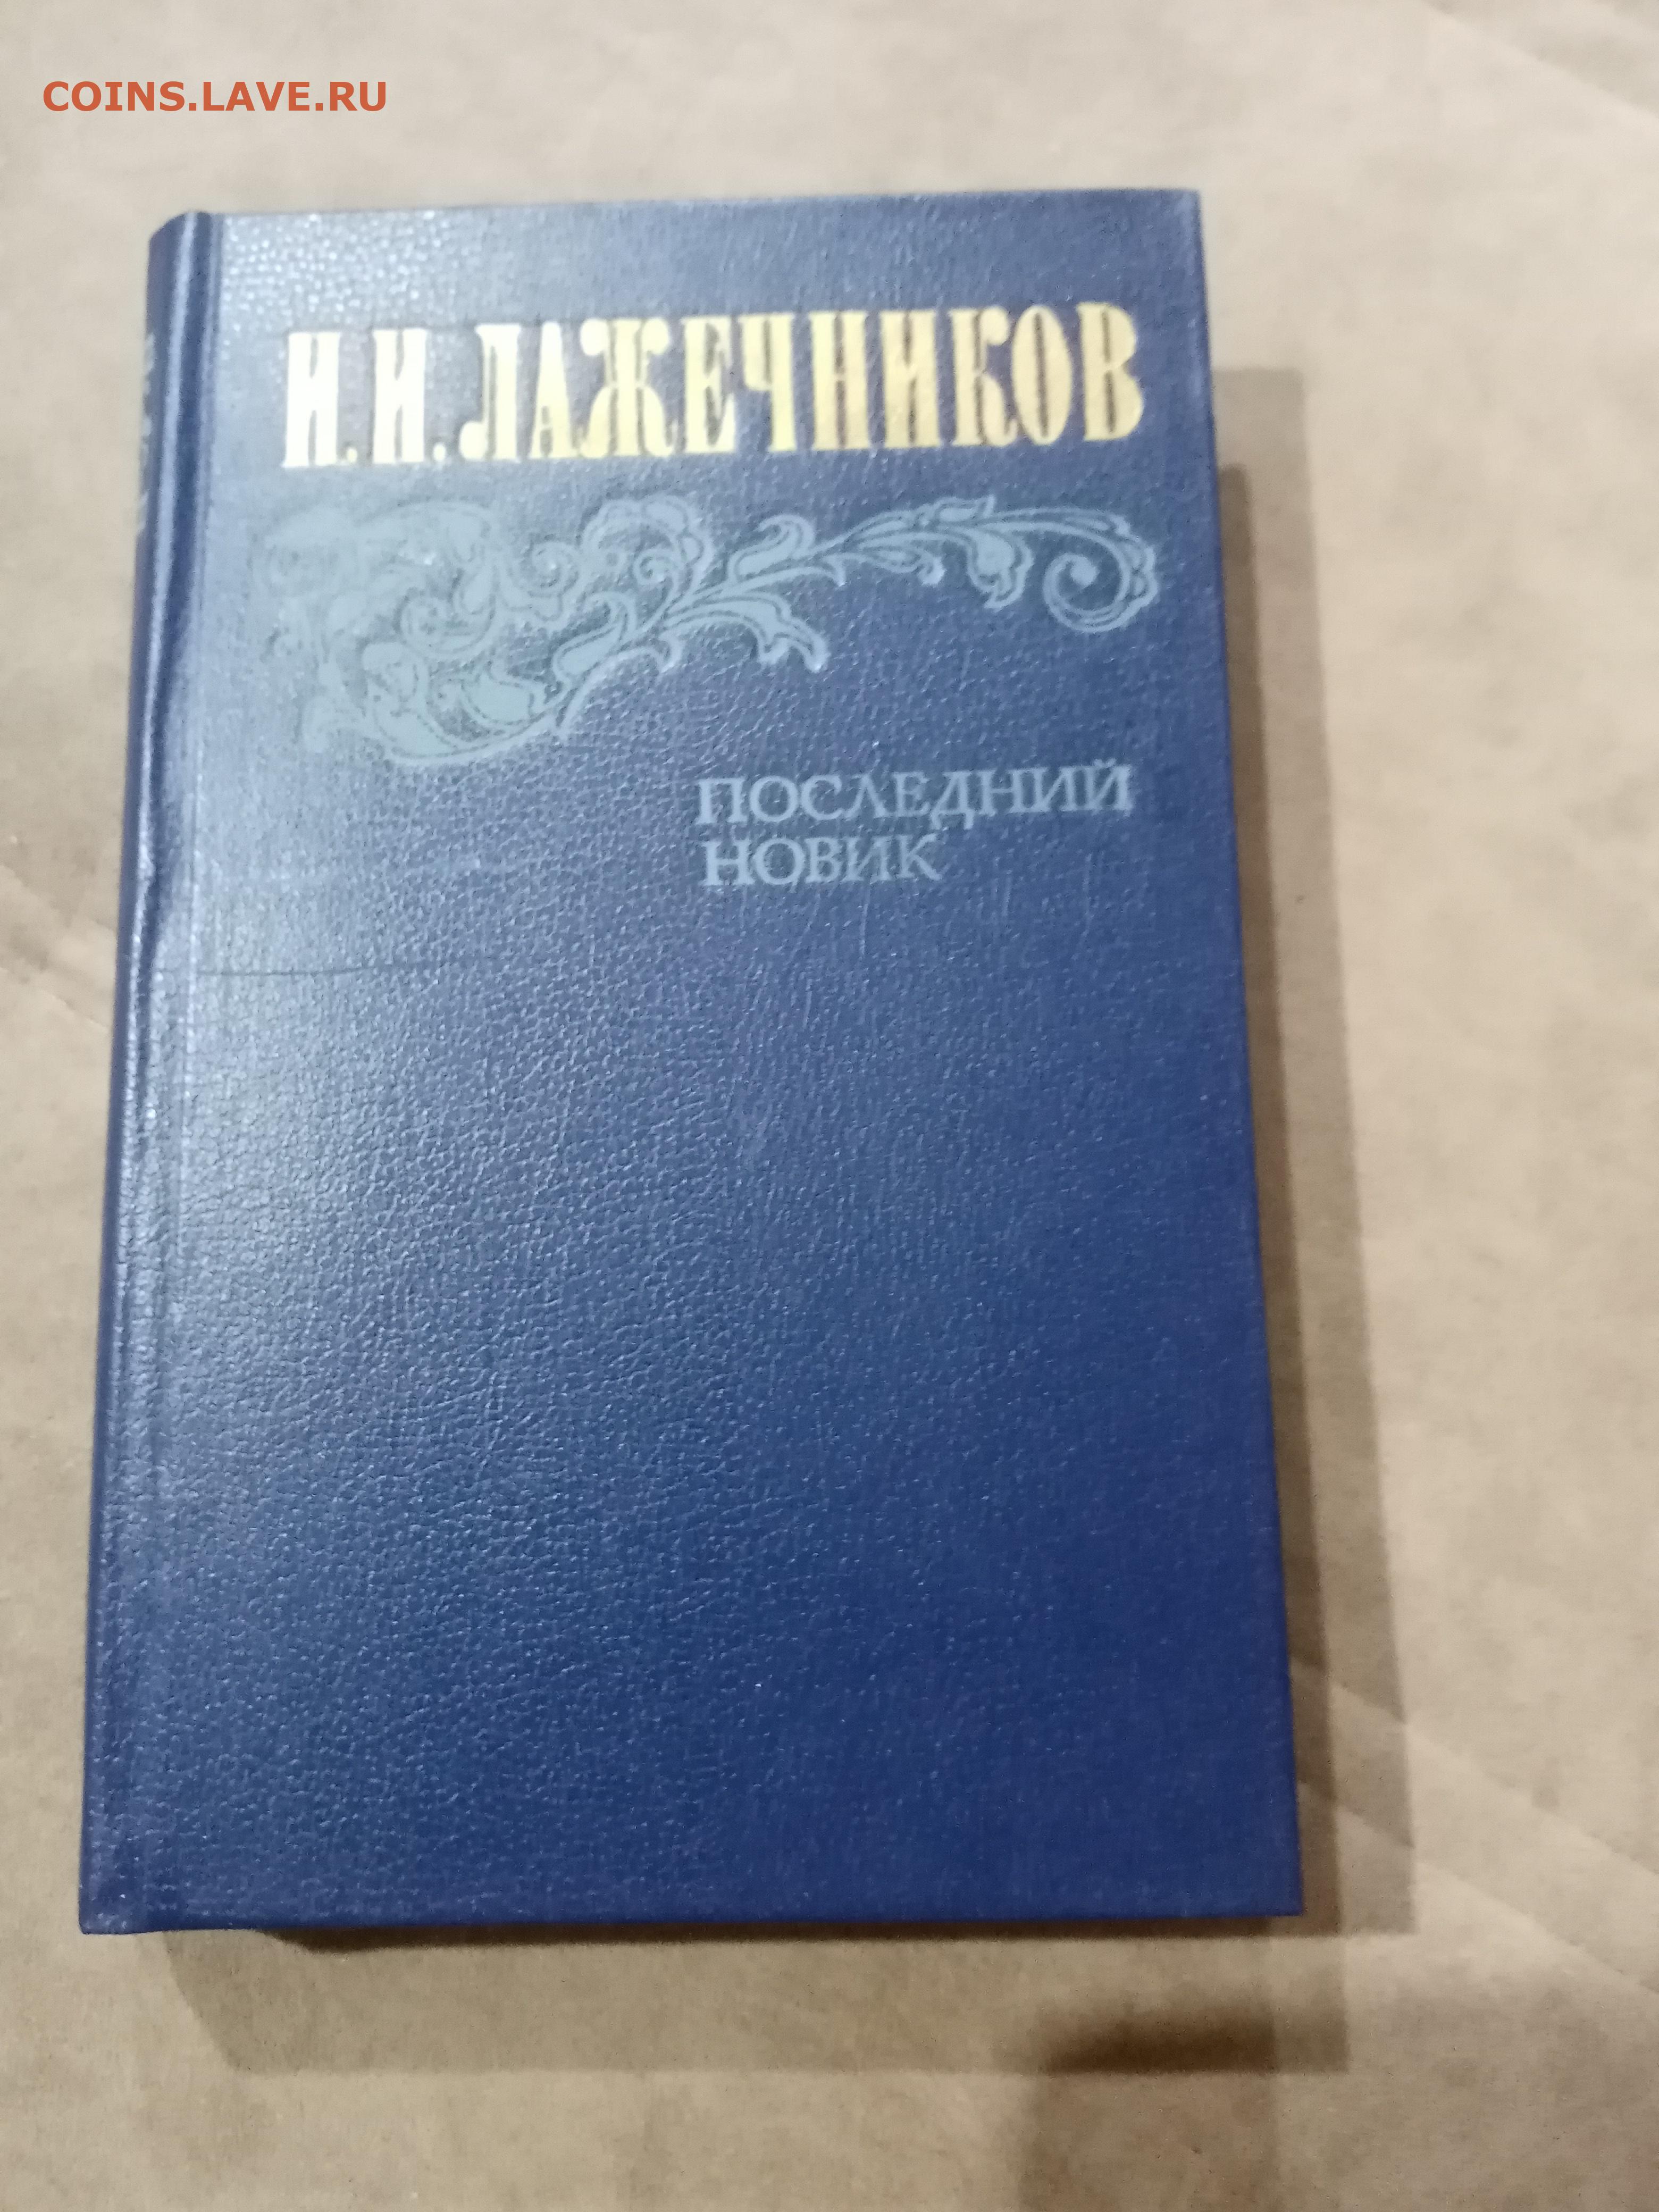 COINS.LAVE.RU
И.И.ЛАЖЕЧНИКОВ
ПОСЛЕДНИЙ
НОВИК